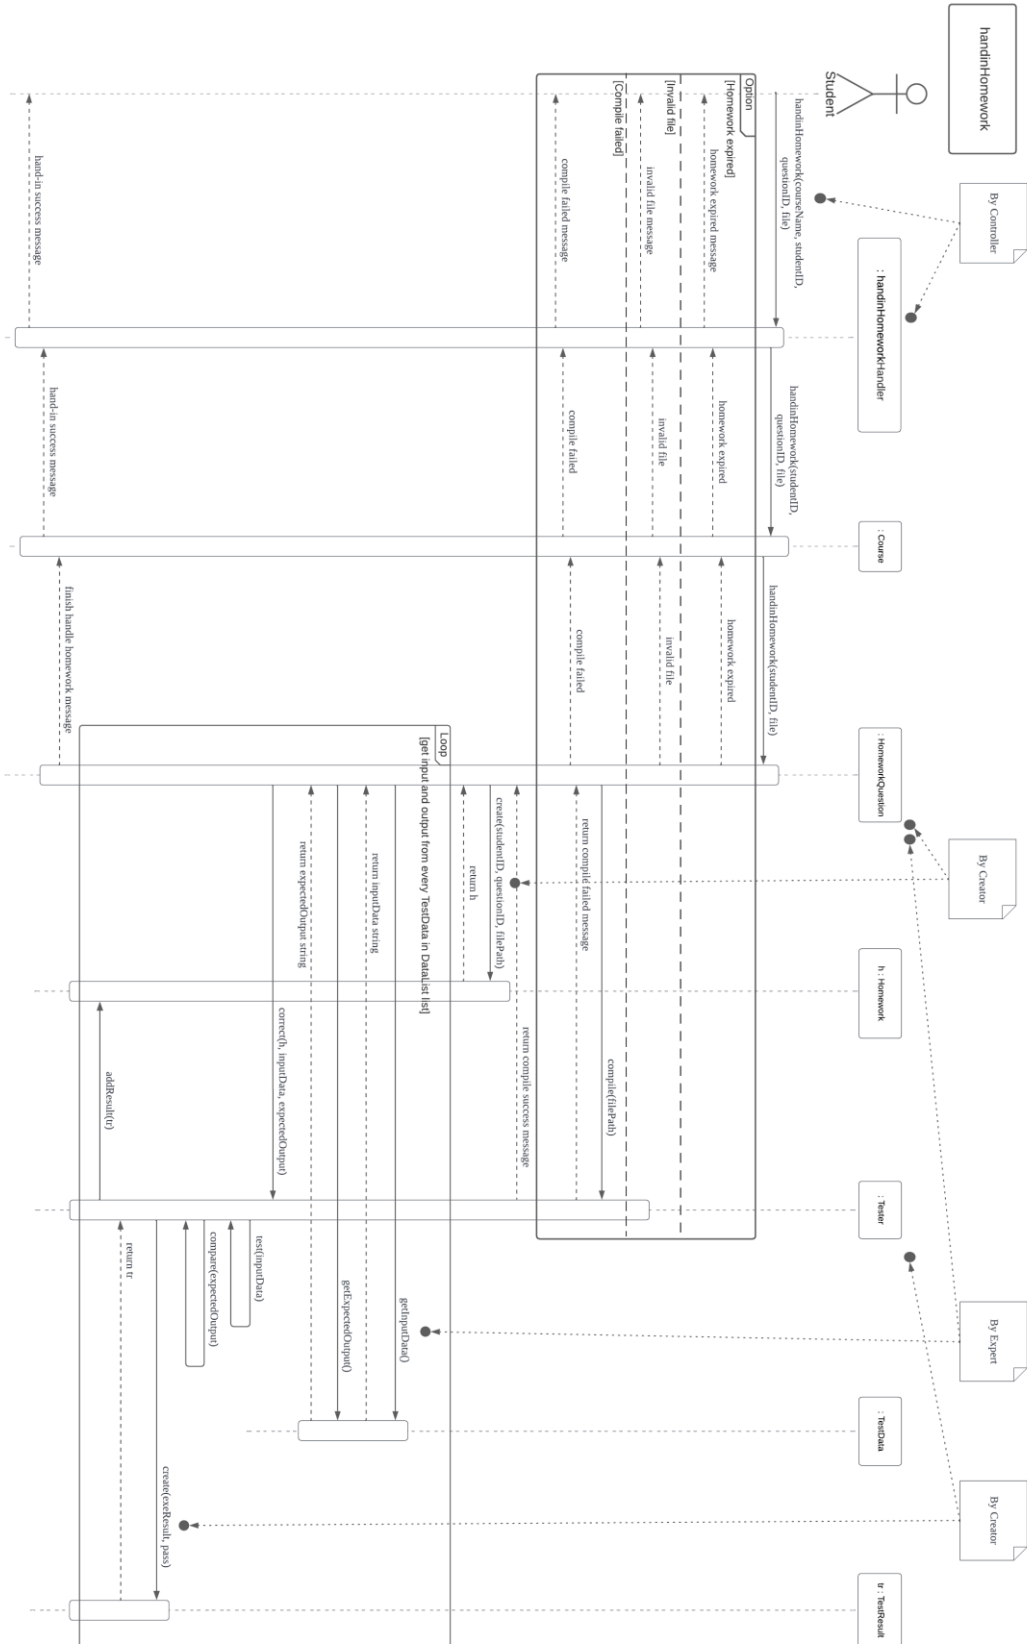 handinHomework
By Controller
By Creator
By Expert
By Creator
Student
: handinHomeworkHandler
: Course
: HomeworkQuestion
h : Homework
: Tester
: TestData
tr : TestResult
handinHomework(courseName, studentID,
questionID, file)
handinHomework(studentID,
questionID, file)
handinHomework(studentID, file)
Option
[Homework expired]
homework expired message
homework expired
homework expired
[Invalid file]
invalid file message
invalid file
invalid file
[Compile failed]
compile(filePath)
return compile failed message
compile failed message
compile failed
compile failed
return compile success message
create(studentID, questionID, filePath)
return h
Loop
[get input and output from every TestData in DataList list]
getInputData()
return inputData string
getExpectedOutput()
return expectedOutput string
correct(h, inputData, expectedOutput)
test(inputData)
compare(expectedOutput)
create(exeResult, pass)
return tr
addResult(tr)
finish handle homework message
hand-in success message
hand-in success message